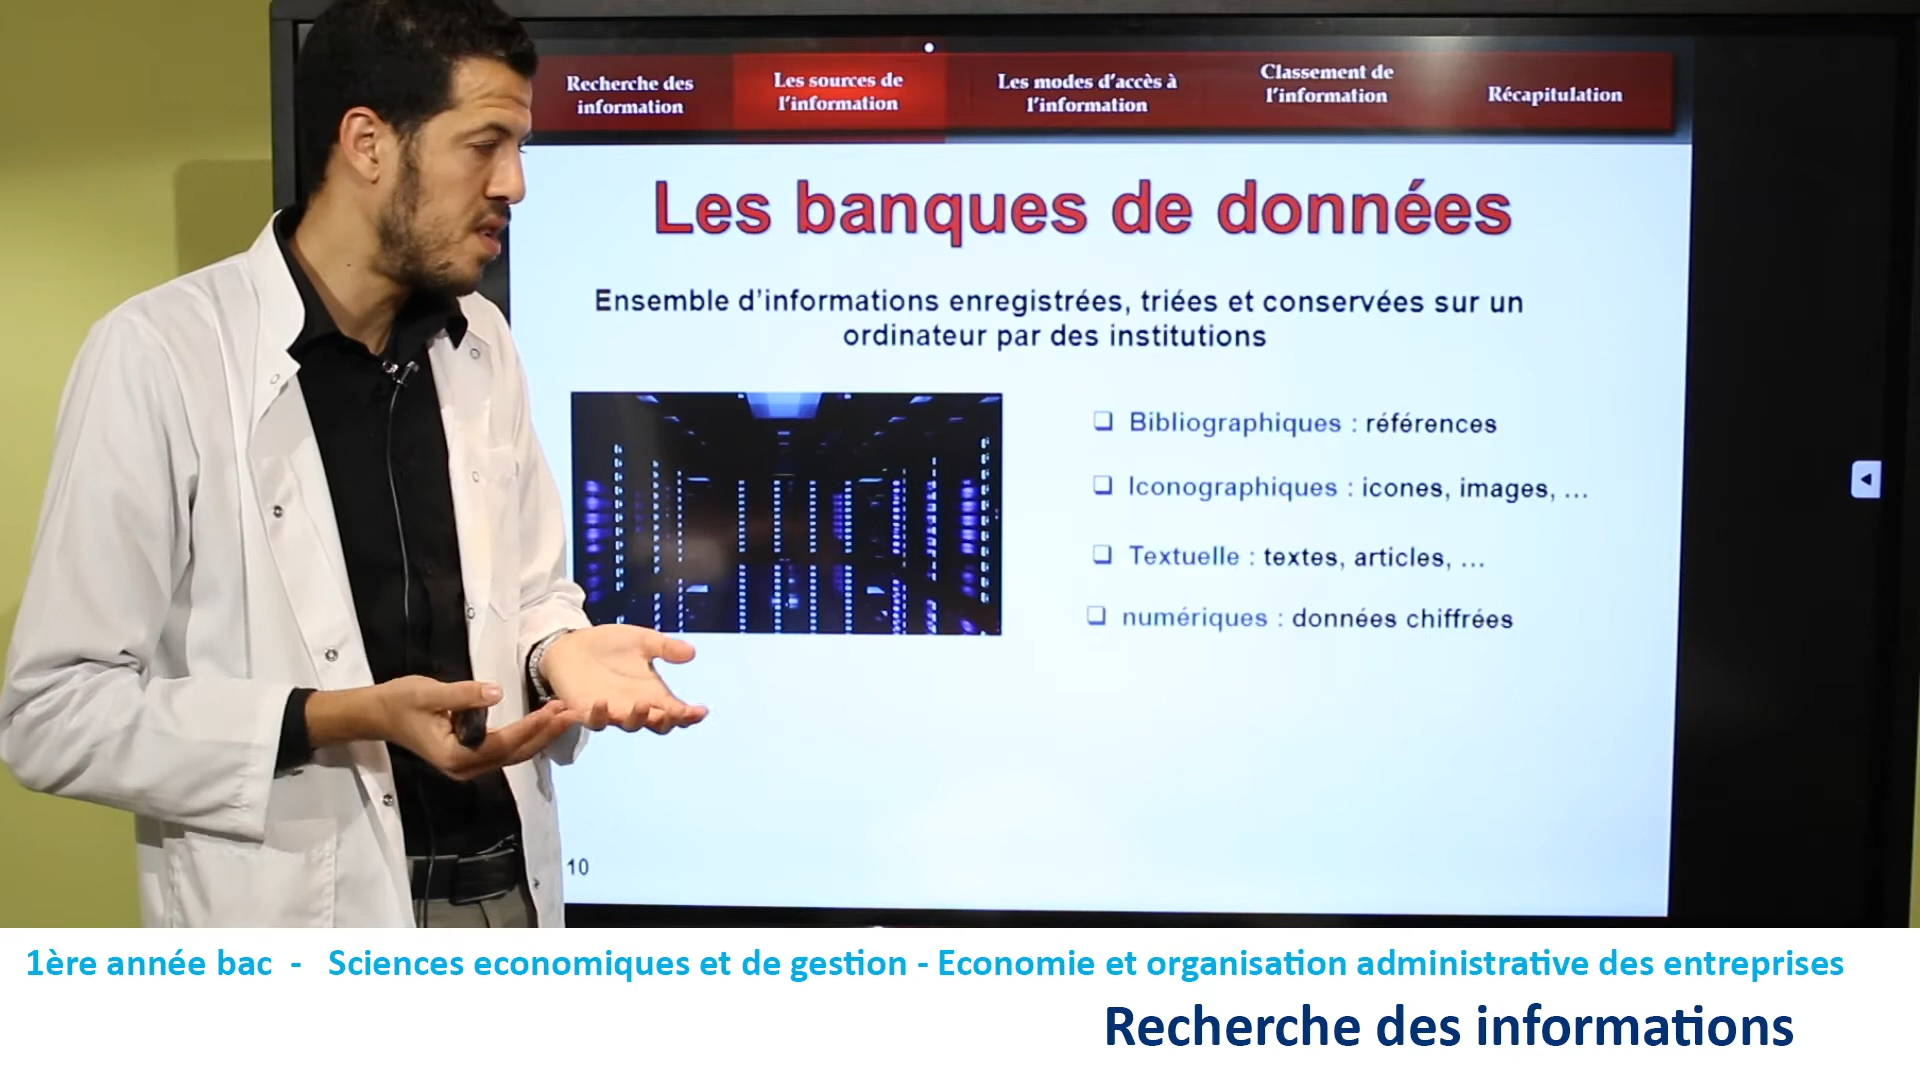 Recherche des
information
Les sources de
l'information
Les modes d'accès à
l'information
Classement de
l'information
Récapitulation
Les banques de données
Ensemble d'informations enregistrées, triées et conservées sur un
ordinateur par des institutions
Bibliographiques : références
Iconographiques : icones, images, ...
Textuelle : textes, articles, ...
numériques : données chiffrées
10
1ère année bac - Sciences economiques et de gestion - Economie et organisation administrative des entreprises
Recherche des informations